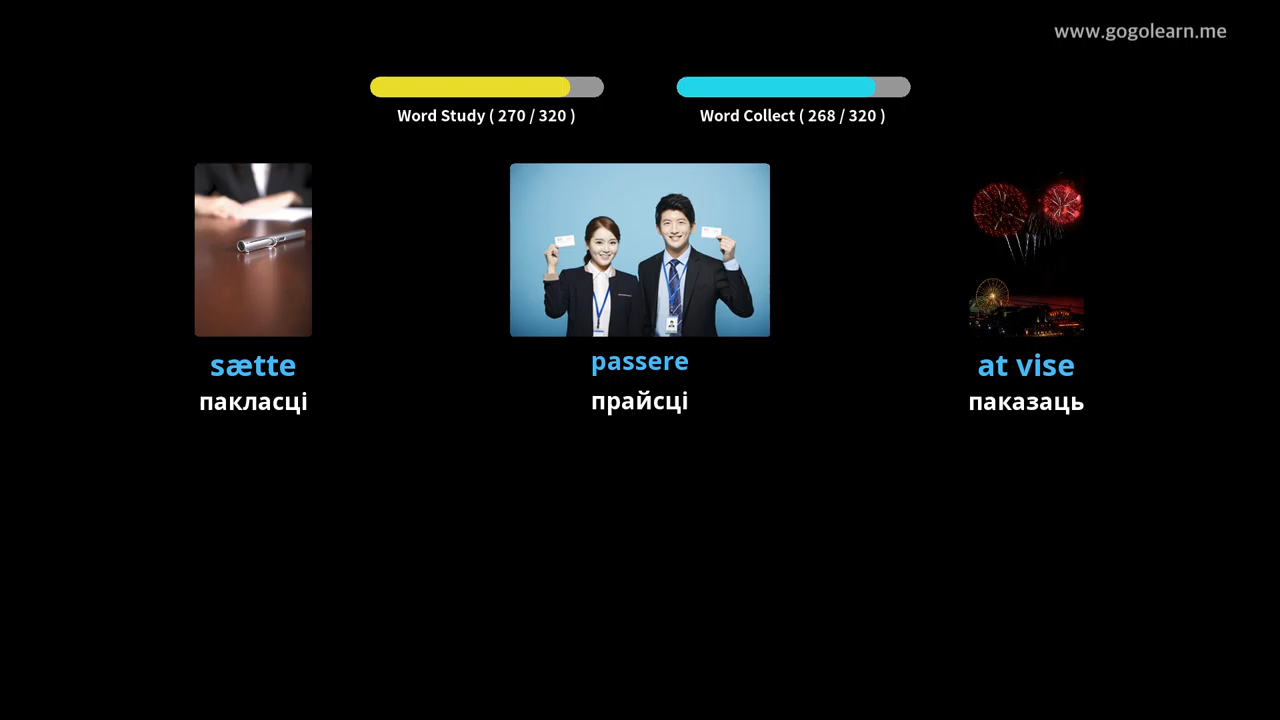 www.gogolearn.me
Word Study ( 270 / 320 )
Word Collect ( 268 / 320 )
sætte
пакласці
passere
прайсці
at vise
паказаць